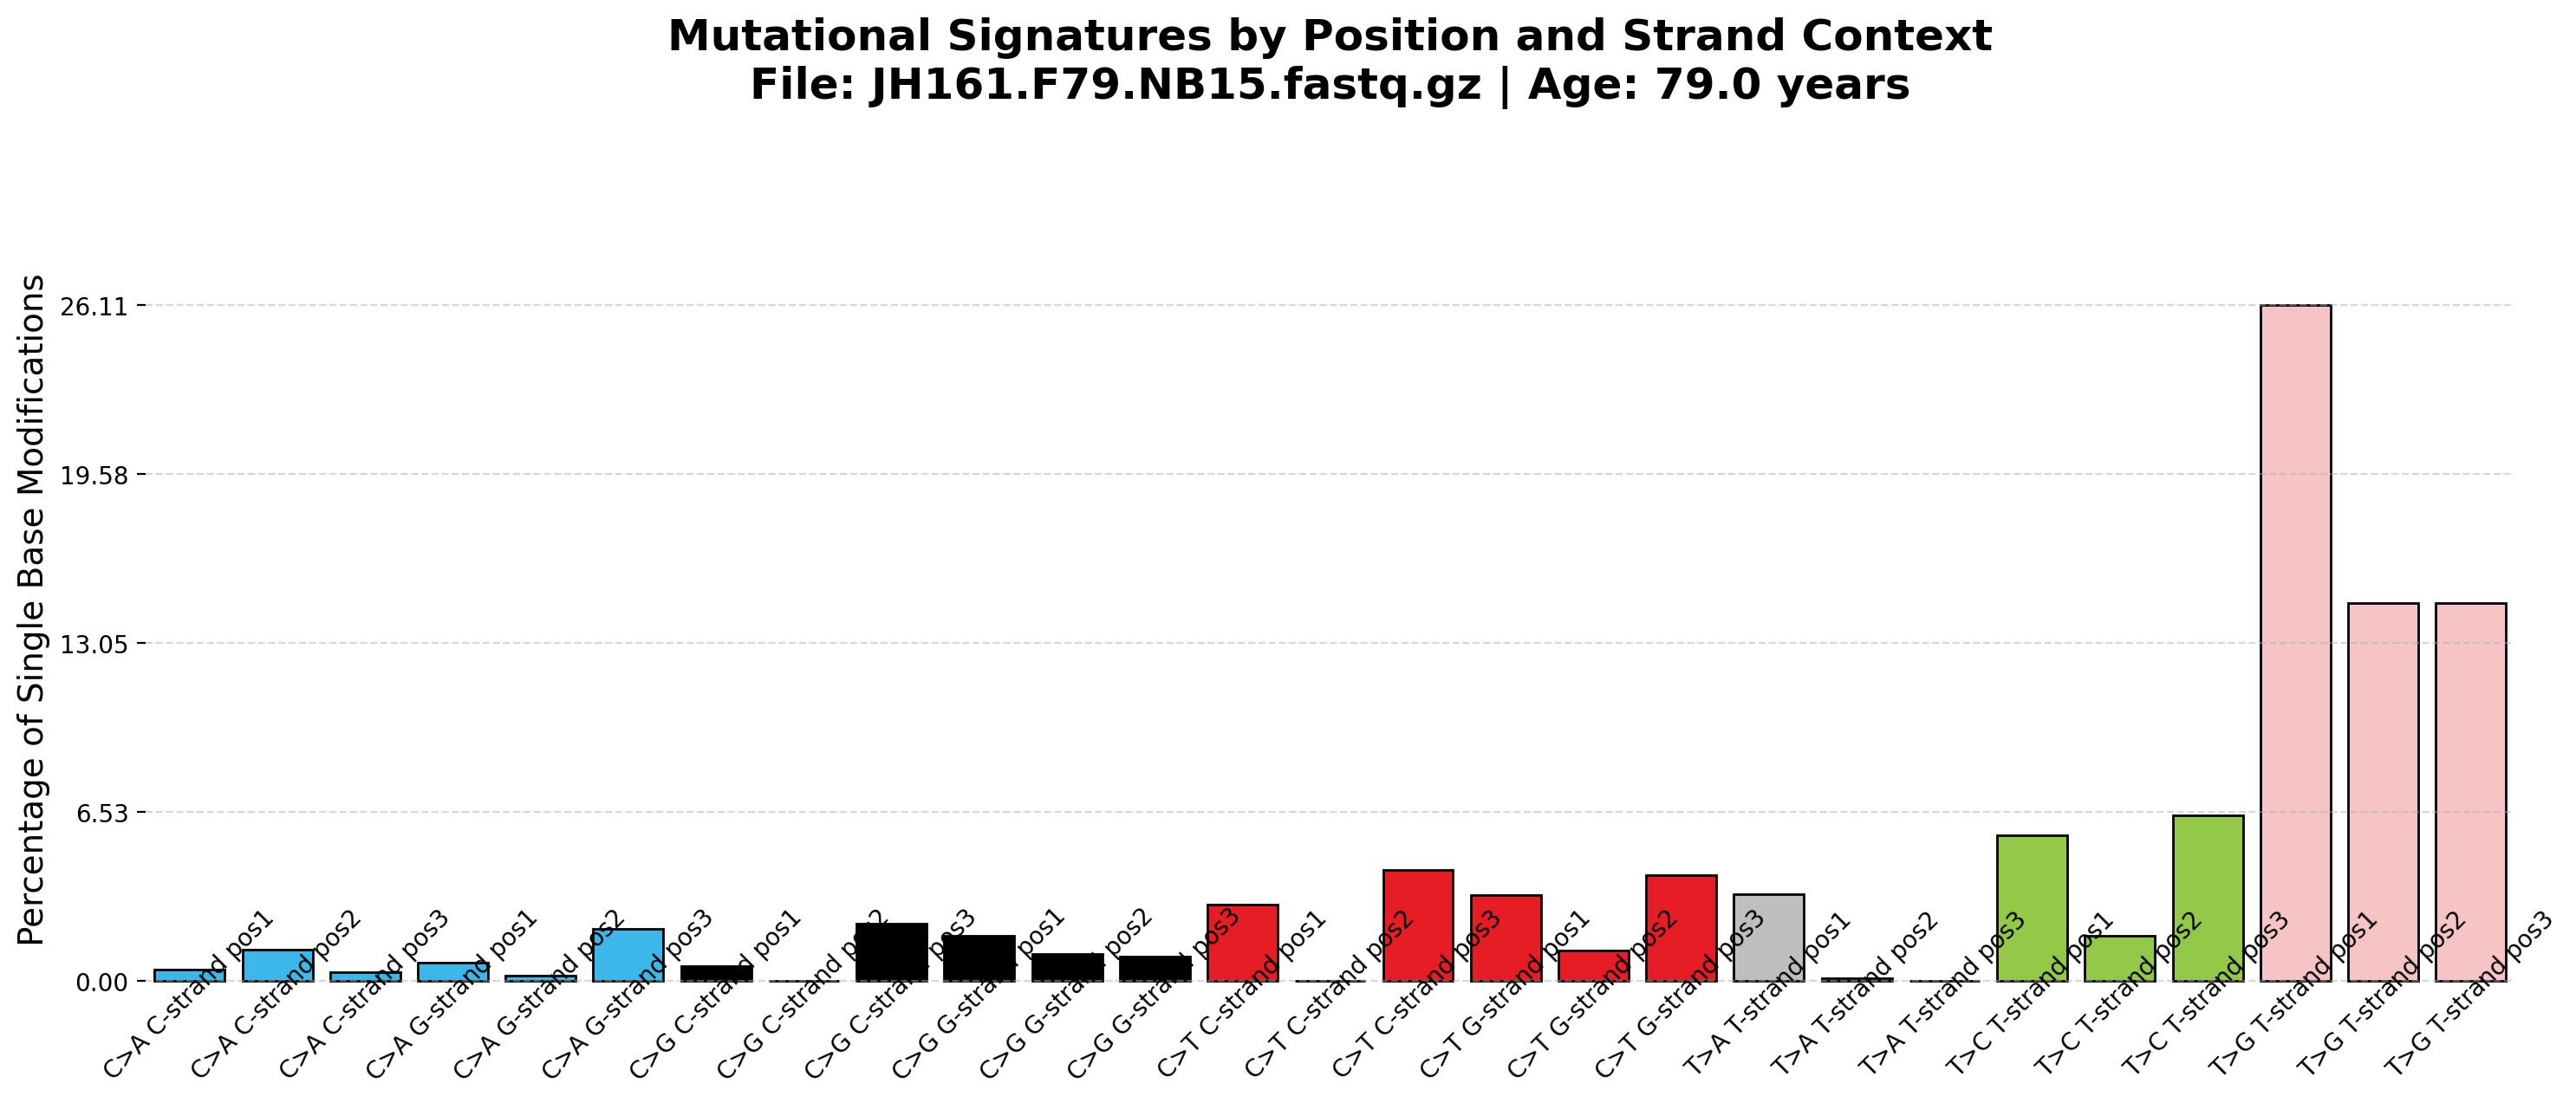 Mutational Signatures by Position and Strand Context
File: JH161.F79.NB15.fastq.gz | Age: 79.0 years
Percentage of Single Base Modifications
26.11
19.58
13.05
6.53
0.00
C>A C-strand pos1
C>A C-strand pos2
C>A C-strand pos3
C>A G-strand pos1
C>A G-strand pos2
C>A G-strand pos3
C>G C-strand pos1
C>G C-strand pos2
C>G C-strand pos3
C>G G-strand pos1
C>G G-strand pos2
C>G G-strand pos3
C>T C-strand pos1
C>T C-strand pos2
C>T C-strand pos3
C>T G-strand pos1
C>T G-strand pos2
C>T G-strand pos3
T>A T-strand pos1
T>A T-strand pos2
T>A T-strand pos3
T>C T-strand pos1
T>C T-strand pos2
T>C T-strand pos3
T>G T-strand pos1
T>G T-strand pos2
T>G T-strand pos3